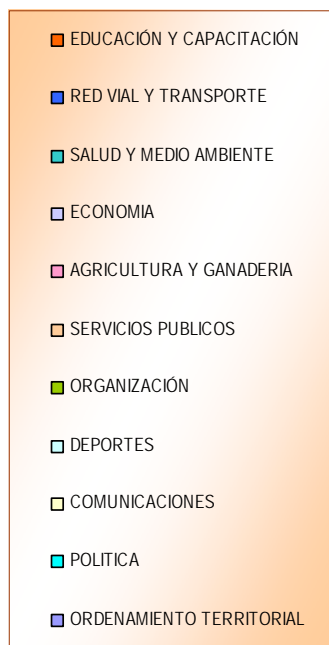 EDUCACIÓN Y CAPACITACIÓN
RED VIAL Y TRANSPORTE
SALUD Y MEDIO AMBIENTE
ECONOMIA
AGRICULTURA Y GANADERIA
SERVICIOS PUBLICOS
ORGANIZACIÓN
DEPORTES
COMUNICACIONES
POLITICA
ORDENAMIENTO TERRITORIAL